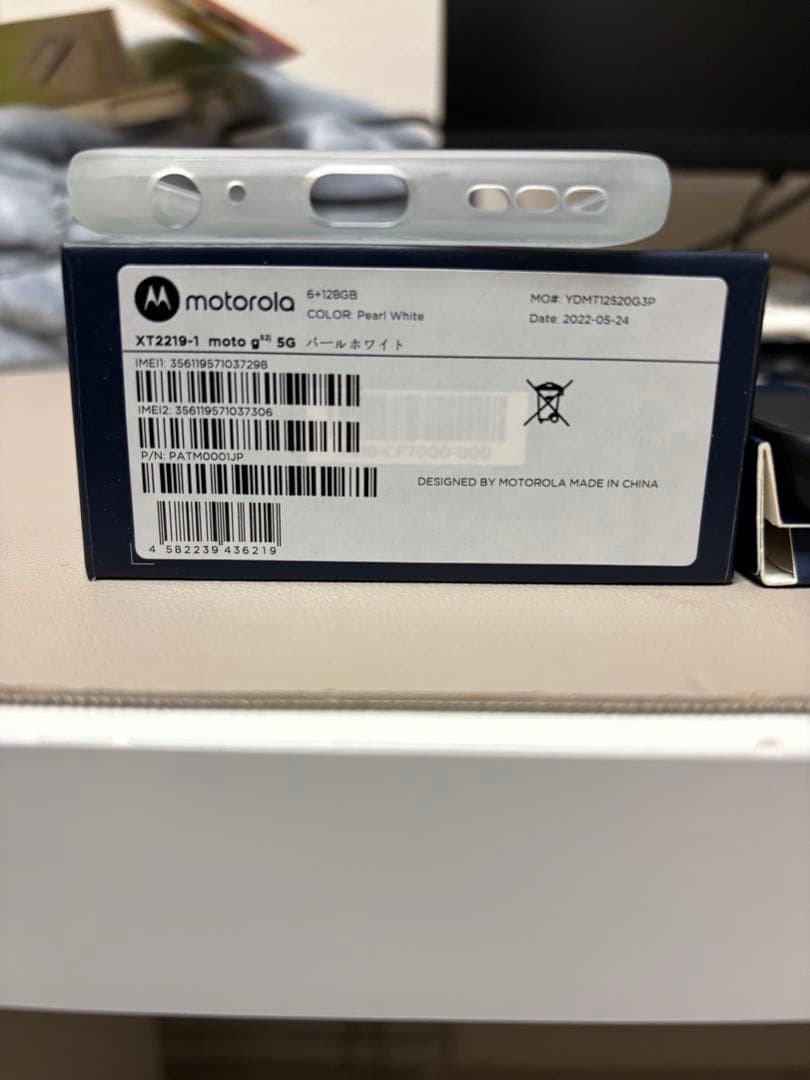 motorola
6+128GB
COLOR: Pearl White
MO#: YDMT12520G3P
Date: 2022-05-24
XT2219-1 moto g⁵²ʲ 5G パールホワイト
IMEI1: 356119571037298
IMEI2: 356119571037306
P/N: PATM0001JP
DESIGNED BY MOTOROLA MADE IN CHINA
4 582239 436219